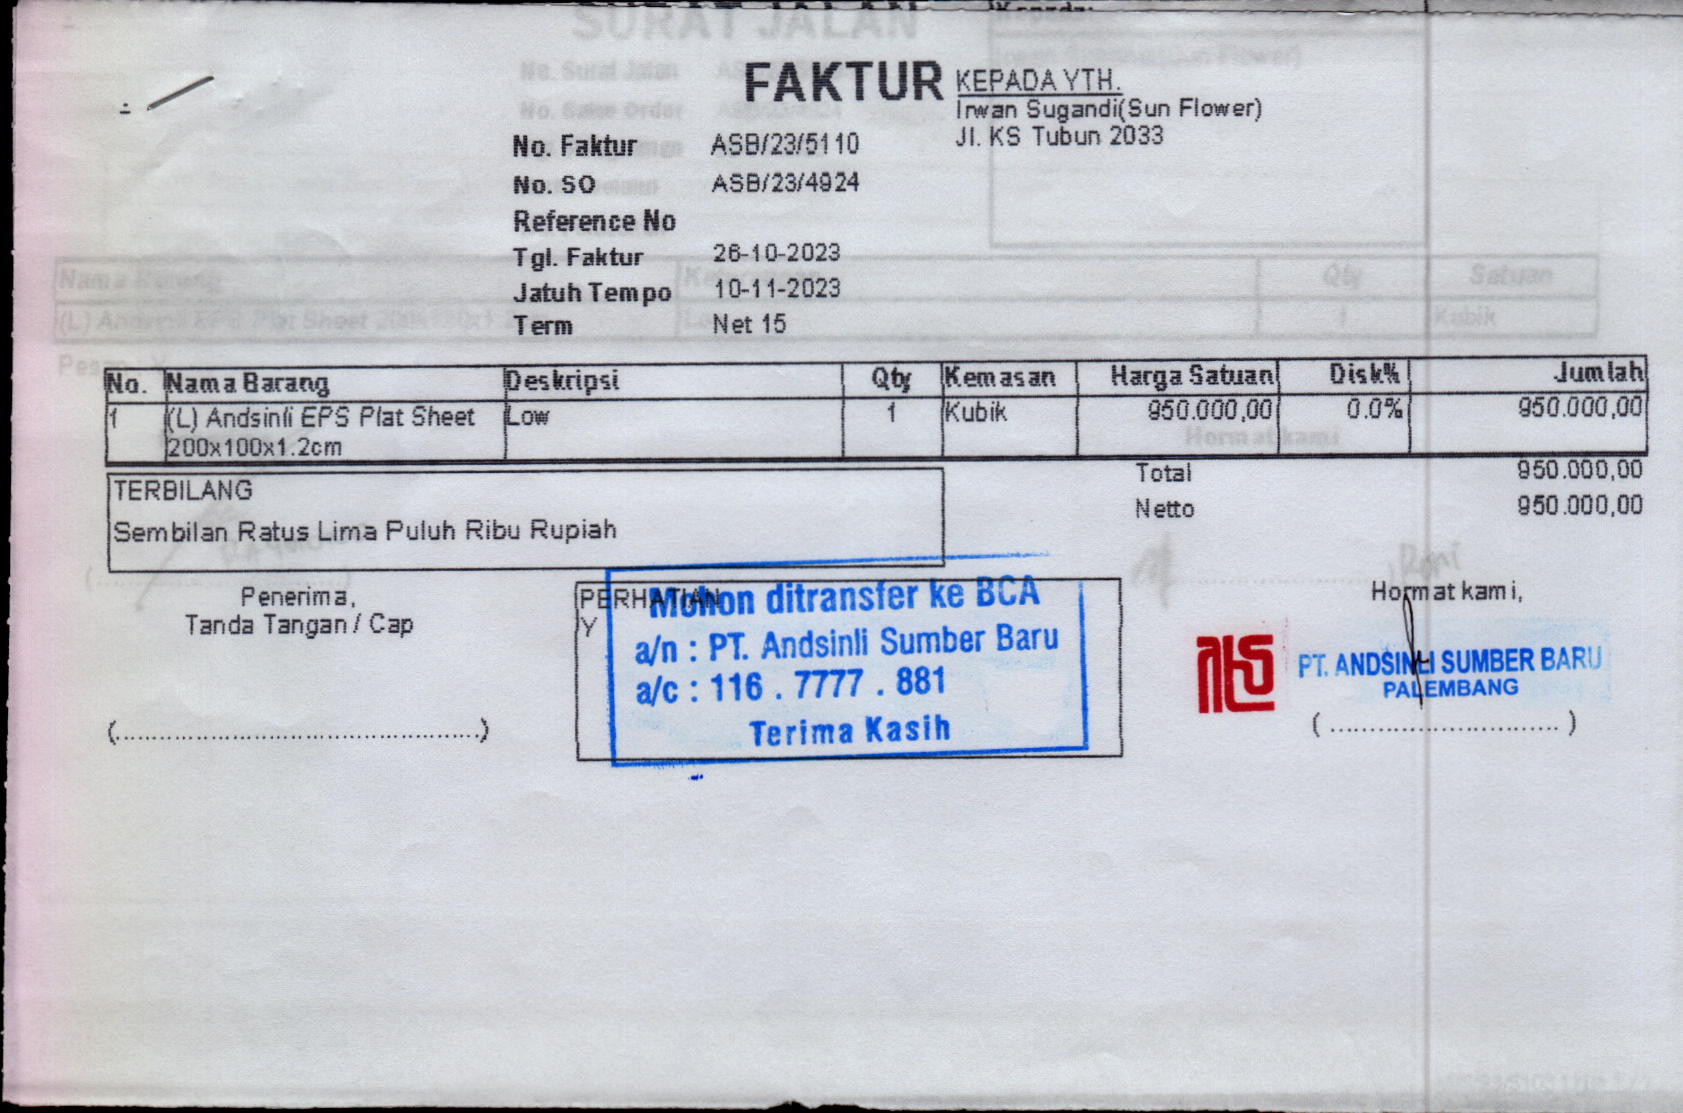 SURAT JALAN
Kepada:
FAKTUR
KEPADA YTH.
Irwan Sugandi(Sun Flower)
Jl. KS Tubun 2033
No. Faktur ASB/23/5110
No. SO ASB/23/4924
Reference No
Tgl. Faktur 26-10-2023
Jatuh Tempo 10-11-2023
Term Net 15
No. Nama Barang Deskripsi Qty Kemasan Harga Satuan Disk% Jumlah
1 (L) Andsinli EPS Plat Sheet Low 1 Kubik 950.000,00 0.0% 950.000,00
200x100x1.2cm
Total 950.000,00
Netto 950.000,00
TERBILANG
Sembilan Ratus Lima Puluh Ribu Rupiah
Penerima,
Tanda Tangan / Cap
(............................................)
PERHATIAN
Y
Mohon ditransfer ke BCA
a/n : PT. Andsinli Sumber Baru
a/c : 116 . 7777 . 881
Terima Kasih
Hormat kami,
PT. ANDSINLI SUMBER BARU
PALEMBANG
(............................)